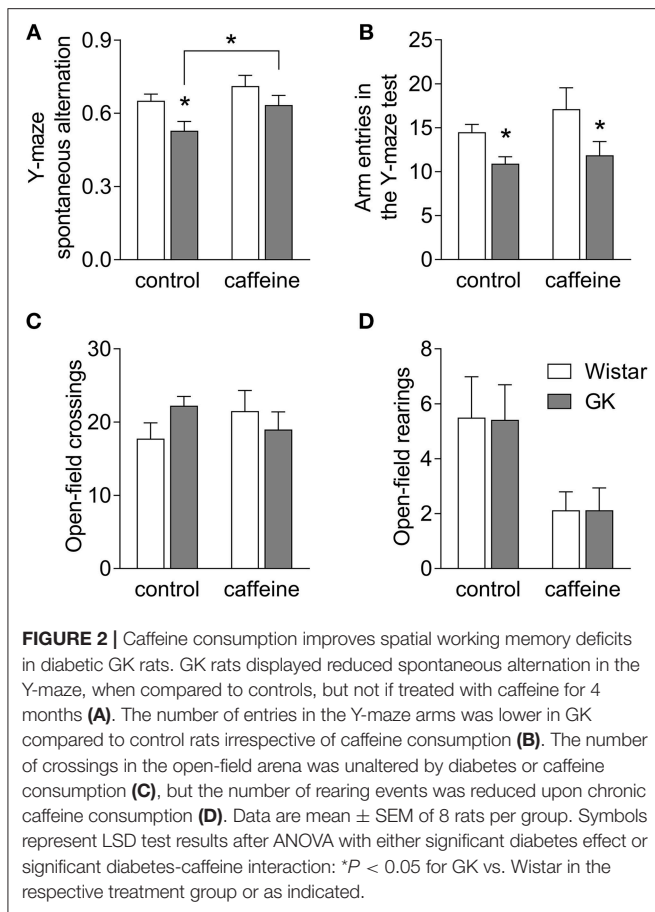 A
*
0.9
0.6
0.3
0.0
*
Y-maze
spontaneous alternation
control
caffeine
B
25
20
15
10
5
0
*
*
Arm entries in
the Y-maze test
control
caffeine
C
30
20
10
0
Open-field crossings
control
caffeine
D
8
6
4
2
0
Open-field rearings
Wistar
GK
control
caffeine
FIGURE 2 | Caffeine consumption improves spatial working memory deficits
in diabetic GK rats. GK rats displayed reduced spontaneous alternation in the
Y-maze, when compared to controls, but not if treated with caffeine for 4
months (A). The number of entries in the Y-maze arms was lower in GK
compared to control rats irrespective of caffeine consumption (B). The number
of crossings in the open-field arena was unaltered by diabetes or caffeine
consumption (C), but the number of rearing events was reduced upon chronic
caffeine consumption (D). Data are mean ± SEM of 8 rats per group. Symbols
represent LSD test results after ANOVA with either significant diabetes effect or
significant diabetes-caffeine interaction: *P < 0.05 for GK vs. Wistar in the
respective treatment group or as indicated.